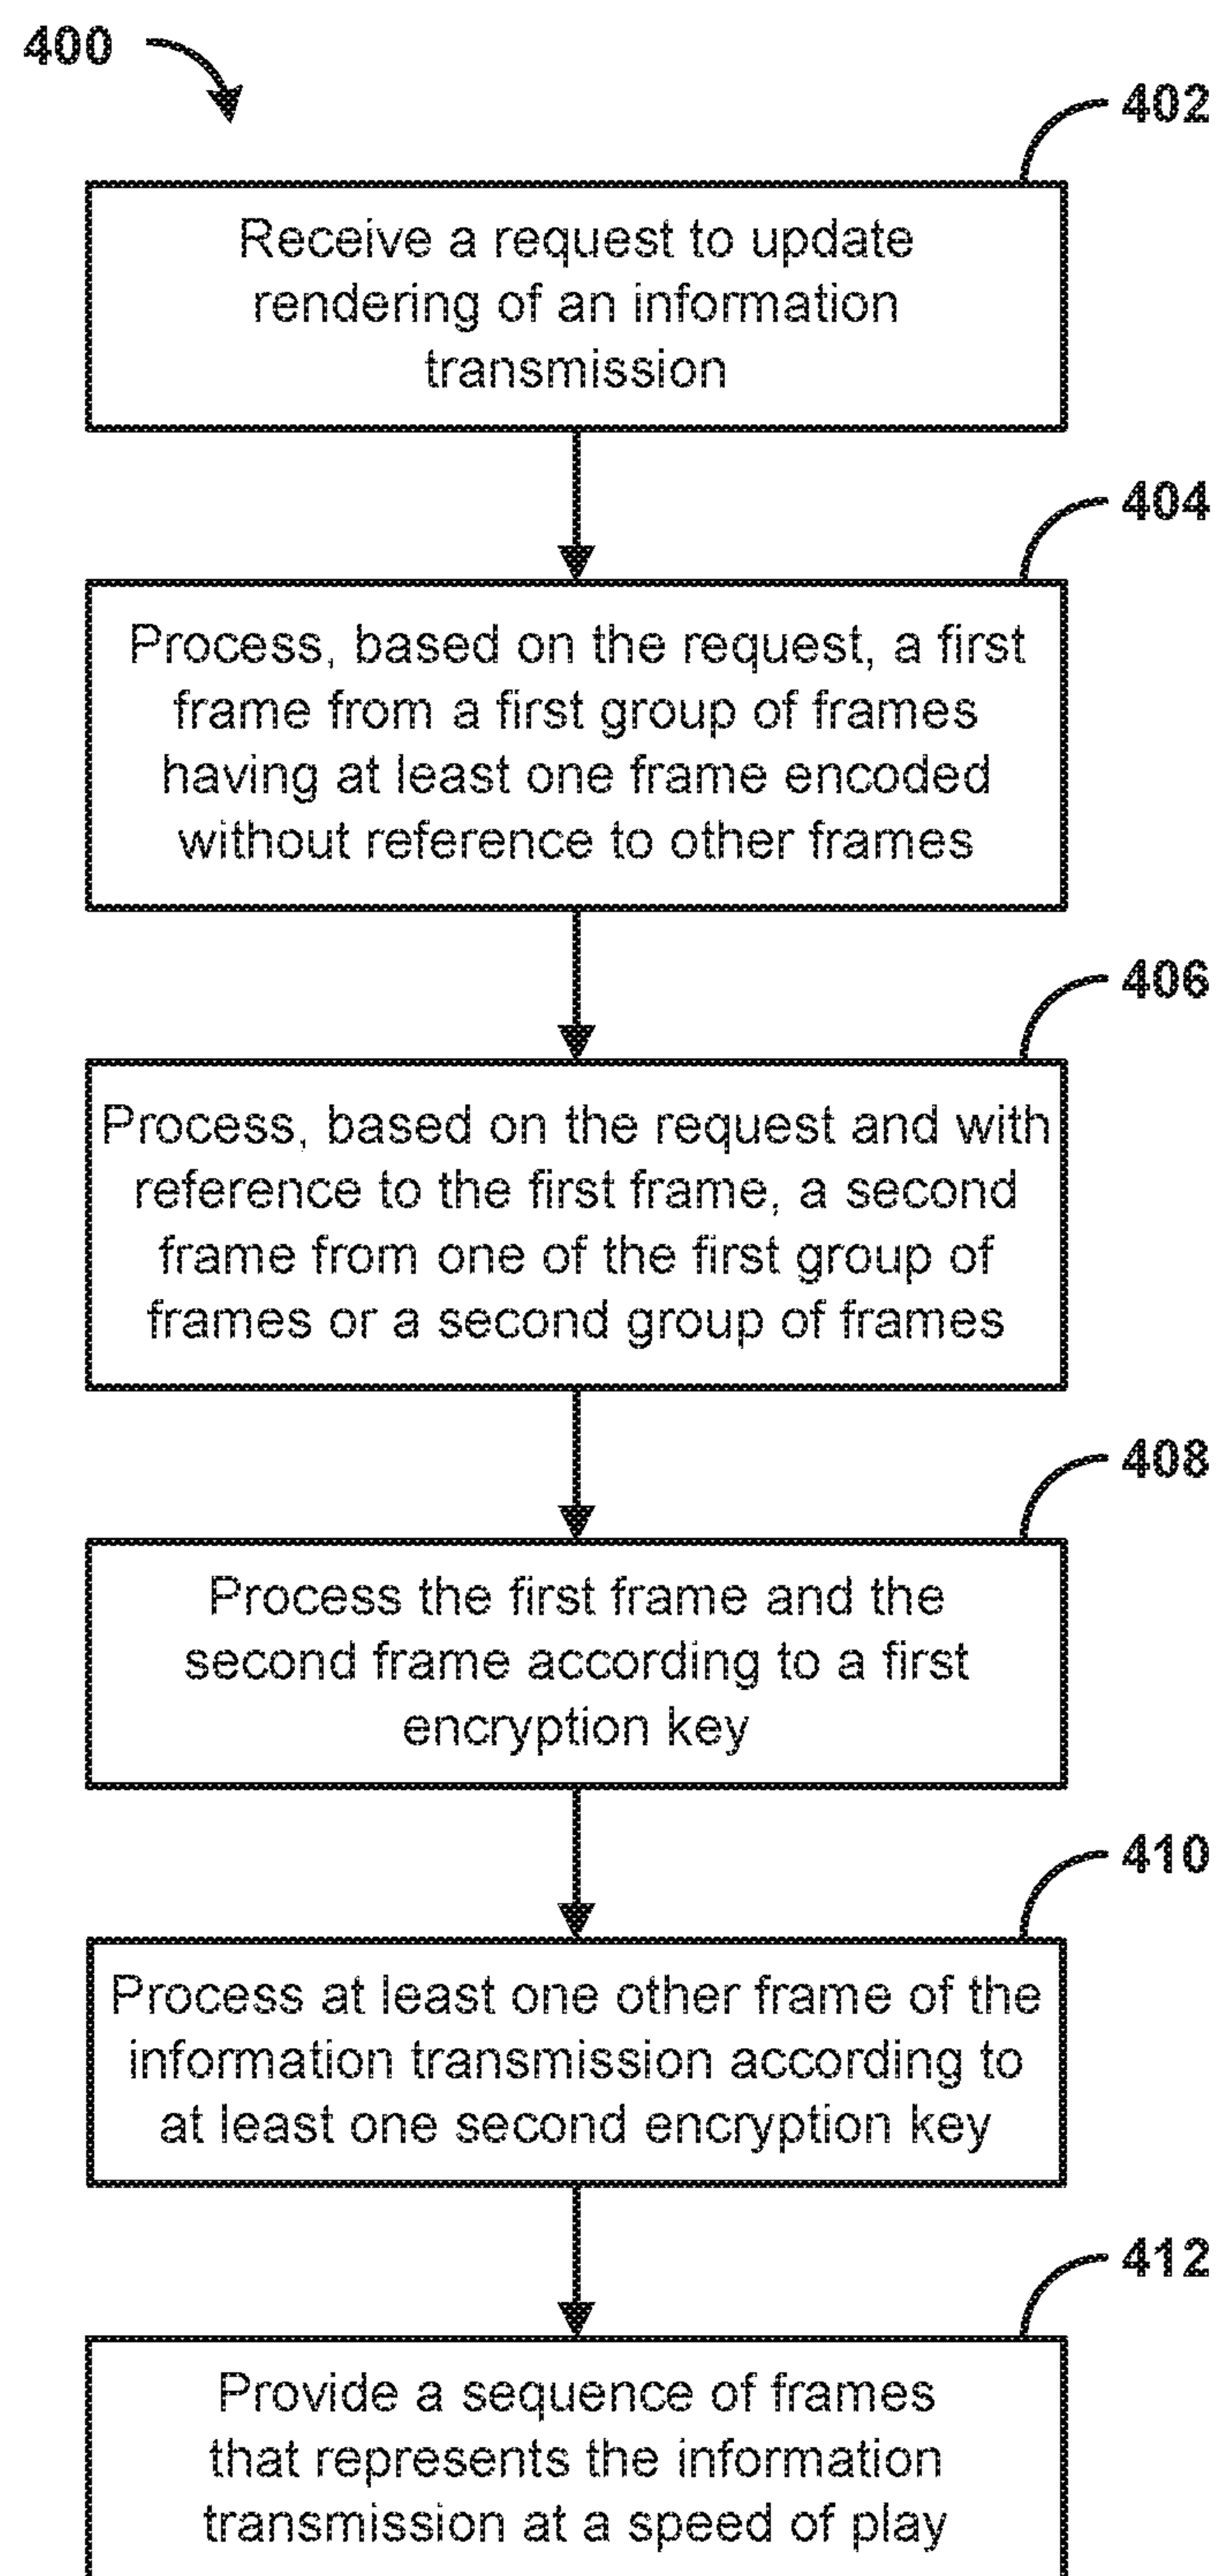 400
402
Receive a request to update
rendering of an information
transmission
404
Process, based on the request, a first
frame from a first group of frames
having at least one frame encoded
without reference to other frames
406
Process, based on the request and with
reference to the first frame, a second
frame from one of the first group of
frames or a second group of frames
408
Process the first frame and the
second frame according to a first
encryption key
410
Process at least one other frame of the
information transmission according to
at least one second encryption key
412
Provide a sequence of frames
that represents the information
transmission at a speed of play